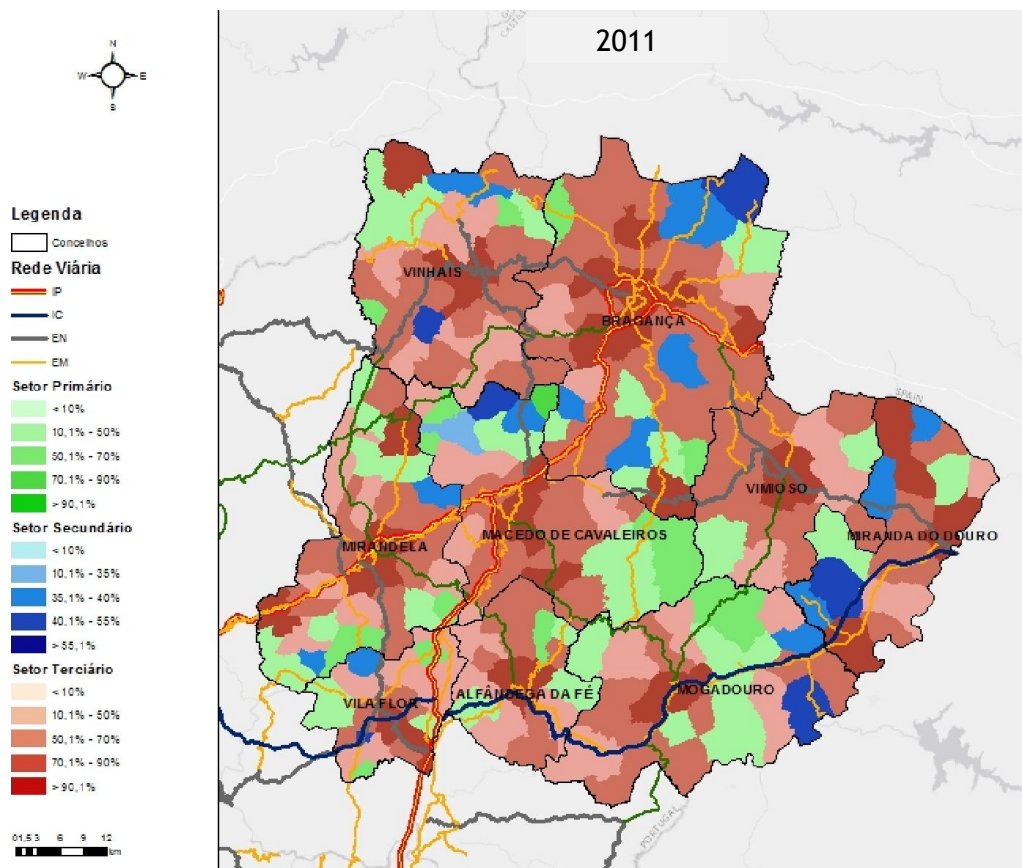 2011
N
W E
S
Legenda
Concelhos
Rede Viária
IP
IC
EN
EM
Setor Primário
< 10%
10,1% - 50%
50,1% - 70%
70,1% - 90%
> 90,1%
Setor Secundário
< 10%
10,1% - 35%
35,1% - 40%
40,1% - 55%
> 55,1%
Setor Terciário
< 10%
10,1% - 50%
50,1% - 70%
70,1% - 90%
> 90,1%
0 1,5 3 6 9 12
km
VINHAIS
BRAGANÇA
SPAIN
VIMIOSO
MACEDO DE CAVALEIROS
MIRANDA DO DOURO
MIRANDELA
ALFÂNDEGA DA FÉ
MOGADOURO
VILA FLOR
PORTUGAL